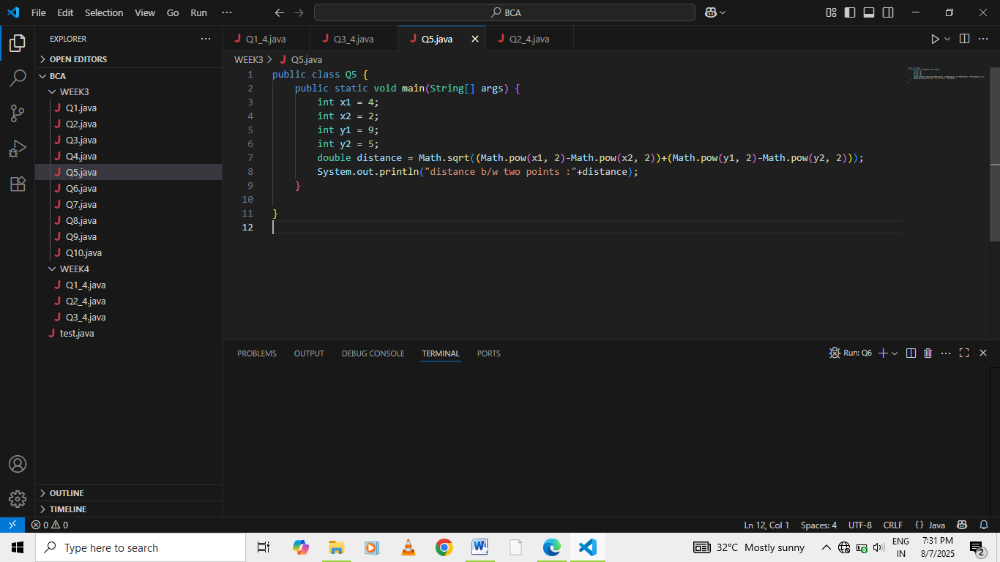 File Edit Selection View Go Run ··· BCA
EXPLORER ···
OPEN EDITORS
BCA
WEEK3
Q1.java
Q2.java
Q3.java
Q4.java
Q5.java
Q6.java
Q7.java
Q8.java
Q9.java
Q10.java
WEEK4
Q1_4.java
Q2_4.java
Q3_4.java
test.java
OUTLINE
TIMELINE
Q1_4.java Q3_4.java Q5.java Q2_4.java
WEEK3 > Q5.java
1 public class Q5 {
2     public static void main(String[] args) {
3         int x1 = 4;
4         int x2 = 2;
5         int y1 = 9;
6         int y2 = 5;
7         double distance = Math.sqrt((Math.pow(x1, 2)-Math.pow(x2, 2))+(Math.pow(y1, 2)-Math.pow(y2, 2)));
8         System.out.println("distance b/w two points :"+distance);
9     }
10
11 }
12
PROBLEMS OUTPUT DEBUG CONSOLE TERMINAL PORTS Run: Q6
0 0 Ln 12, Col 1 Spaces: 4 UTF-8 CRLF {} Java
Type here to search 32°C Mostly sunny ENG IN 7:31 PM 8/7/2025 2